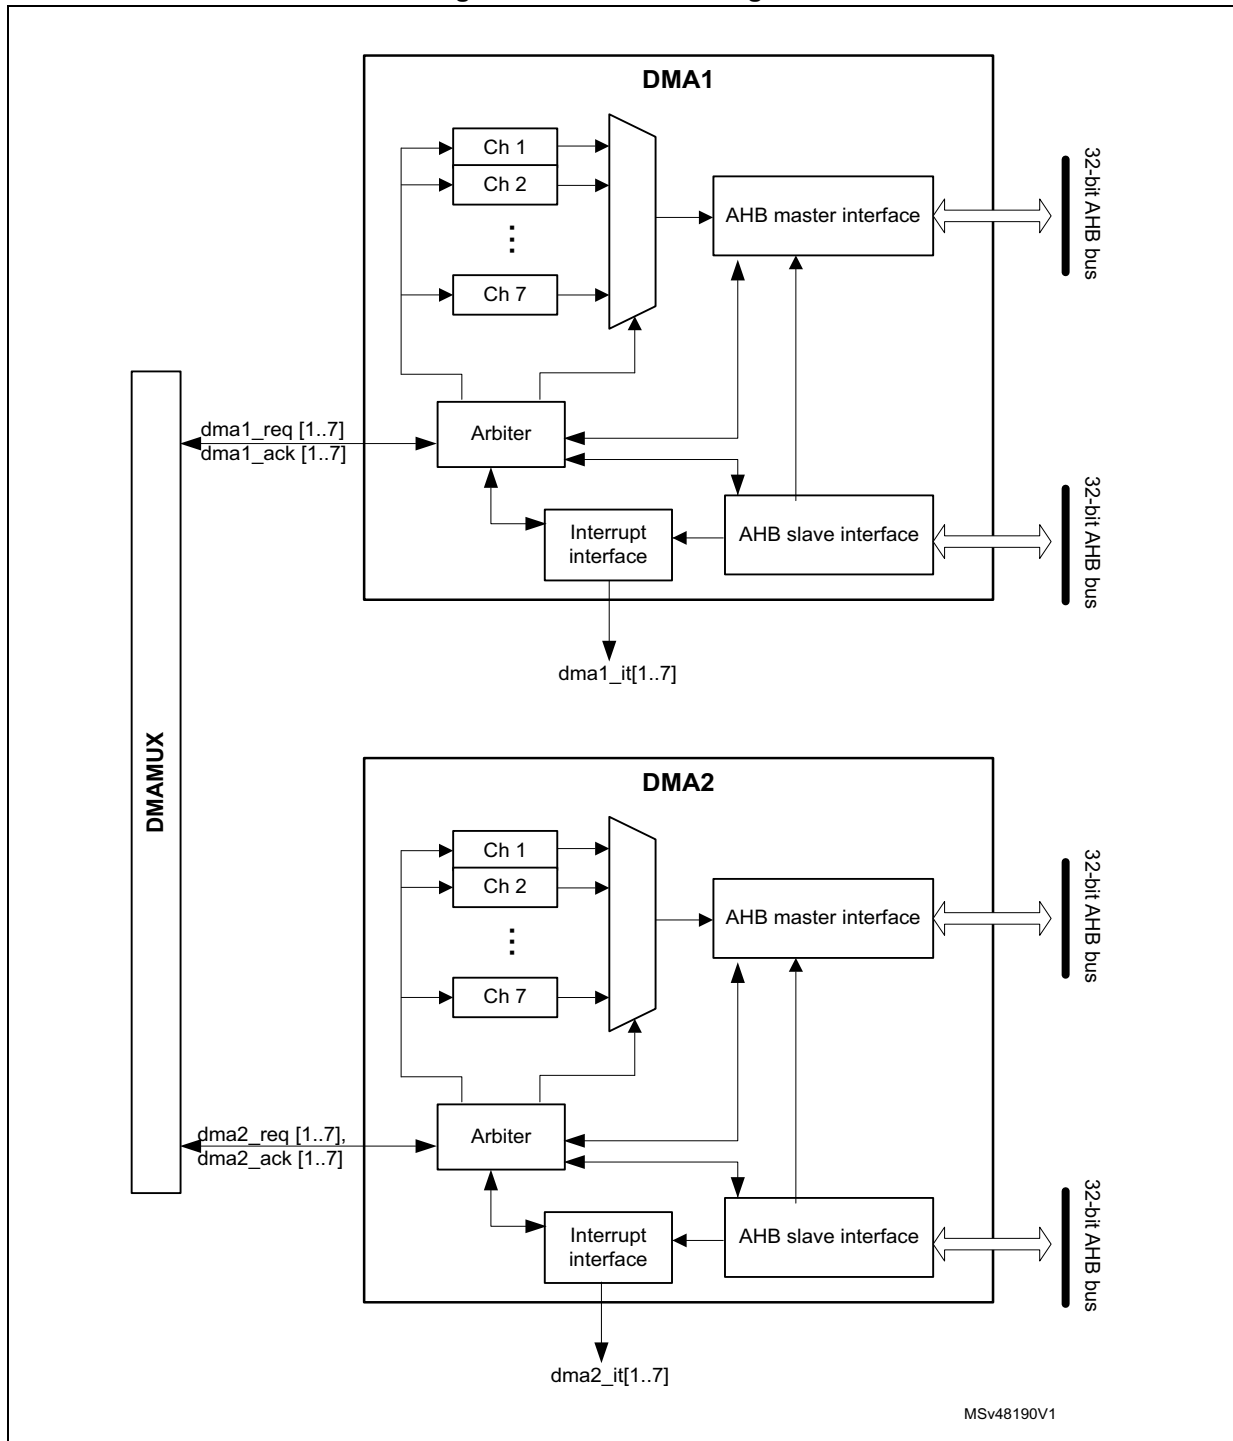 DMA1
Ch 1
Ch 2
Ch 7
AHB master interface
32-bit AHB bus
dma1_req [1..7]
dma1_ack [1..7]
Arbiter
Interrupt
interface
AHB slave interface
32-bit AHB bus
dma1_it[1..7]
DMAMUX
DMA2
Ch 1
Ch 2
Ch 7
AHB master interface
32-bit AHB bus
dma2_req [1..7],
dma2_ack [1..7]
Arbiter
Interrupt
interface
AHB slave interface
32-bit AHB bus
dma2_it[1..7]
MSv48190V1